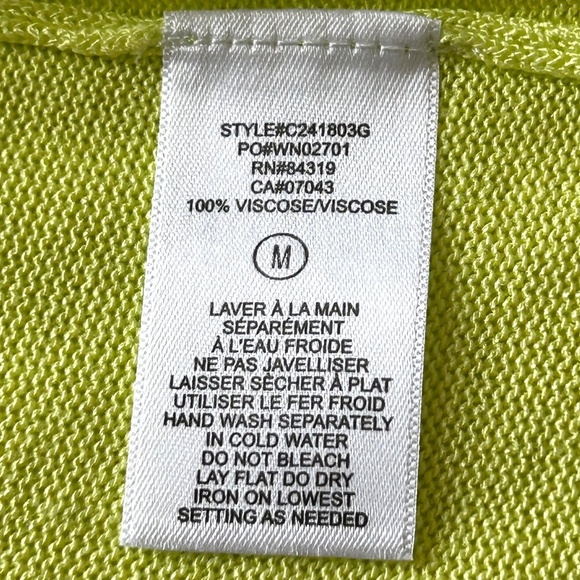 STYLE#C241803G
PO#WN02701
RN#84319
CA#07043
100% VISCOSE/VISCOSE
M
LAVER À LA MAIN
SÉPARÉMENT
À L'EAU FROIDE
NE PAS JAVELLISER
LAISSER SÉCHER À PLAT
UTILISER LE FER FROID
HAND WASH SEPARATELY
IN COLD WATER
DO NOT BLEACH
LAY FLAT DO DRY
IRON ON LOWEST
SETTING AS NEEDED